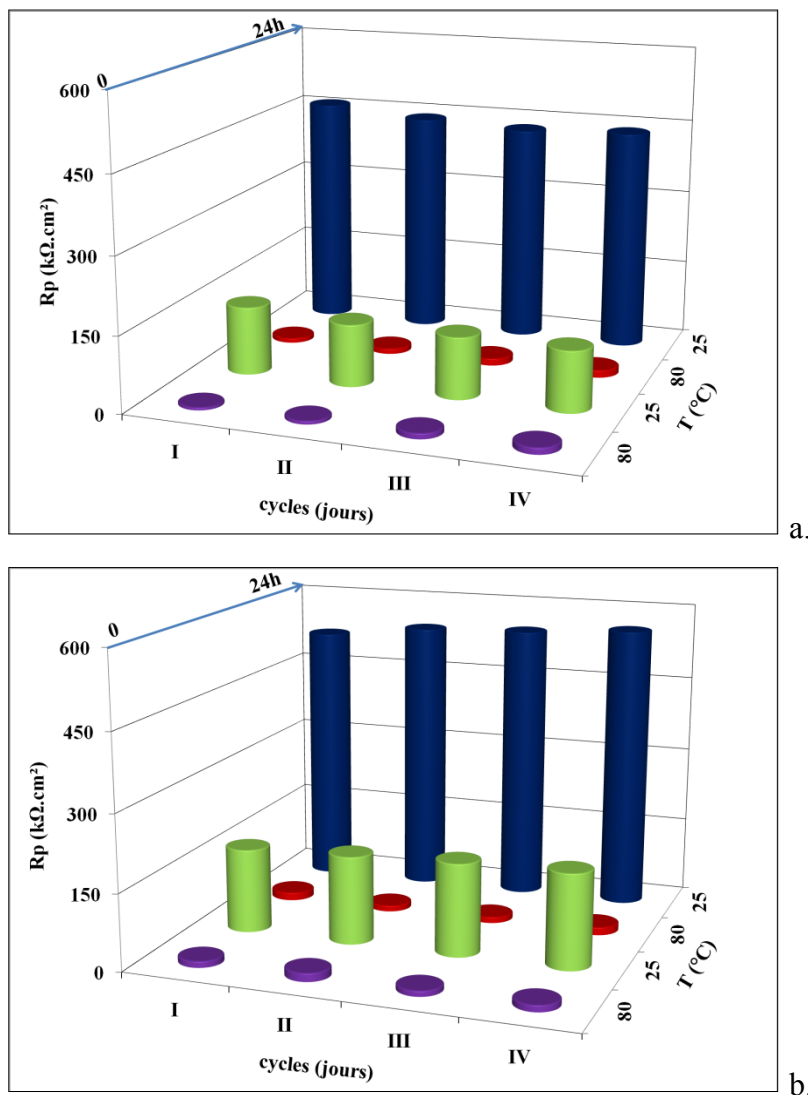 0
24h
600
450
300
150
0
Rp (kΩ.cm²)
I
II
III
IV
cycles (jours)
80
25
80
25
T (°C)
a.
0
24h
600
450
300
150
0
Rp (kΩ.cm²)
I
II
III
IV
cycles (jours)
80
25
80
25
T (°C)
b.